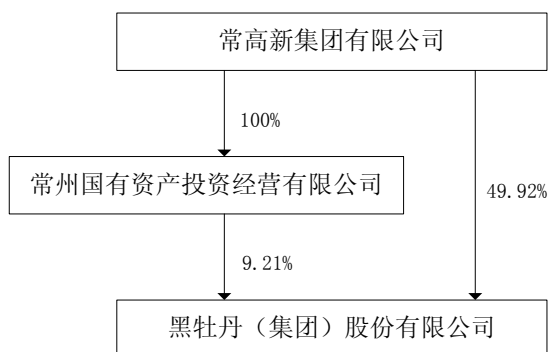 常高新集团有限公司
100%
常州国有资产投资经营有限公司
49.92%
9.21%
黑牡丹（集团）股份有限公司